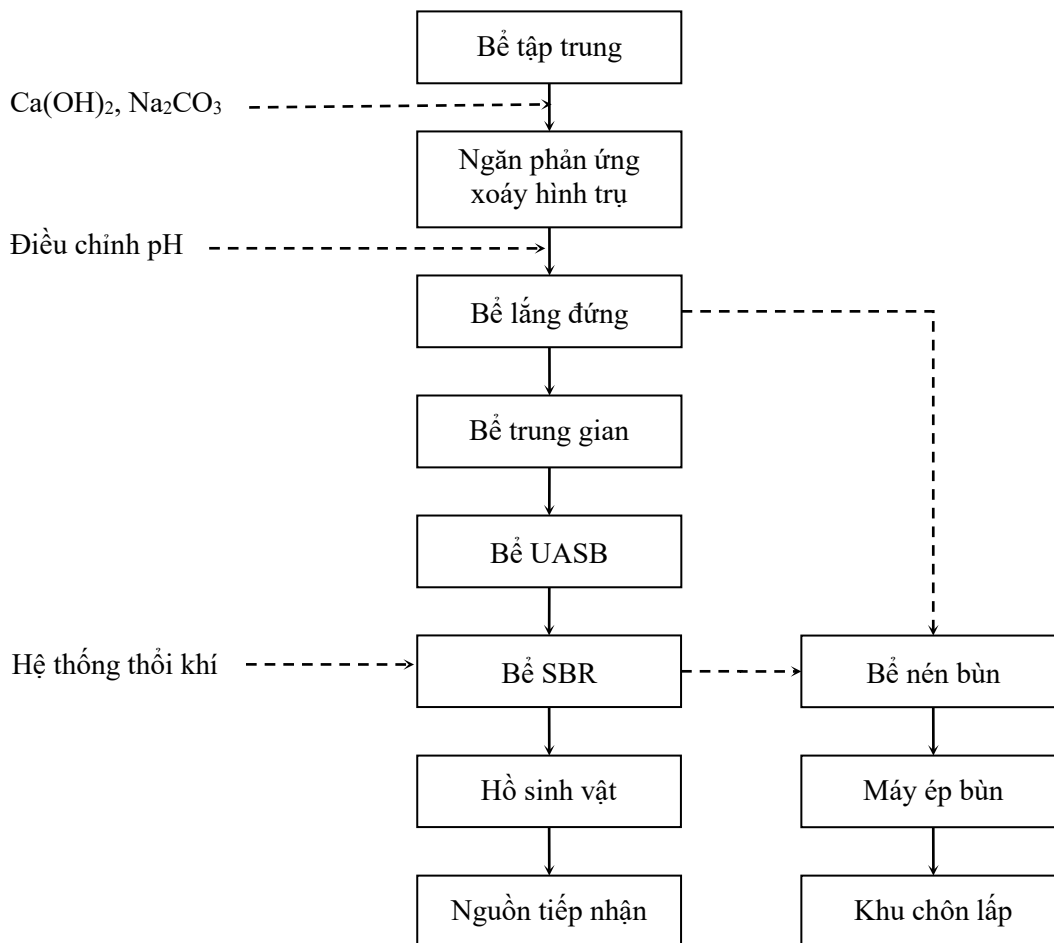 Bể tập trung
Ca(OH)₂, Na₂CO₃
Ngăn phản ứng
xoáy hình trụ
Điều chỉnh pH
Bể lắng đứng
Bể trung gian
Bể UASB
Hệ thống thổi khí
Bể SBR
Bể nén bùn
Hồ sinh vật
Máy ép bùn
Nguồn tiếp nhận
Khu chôn lấp